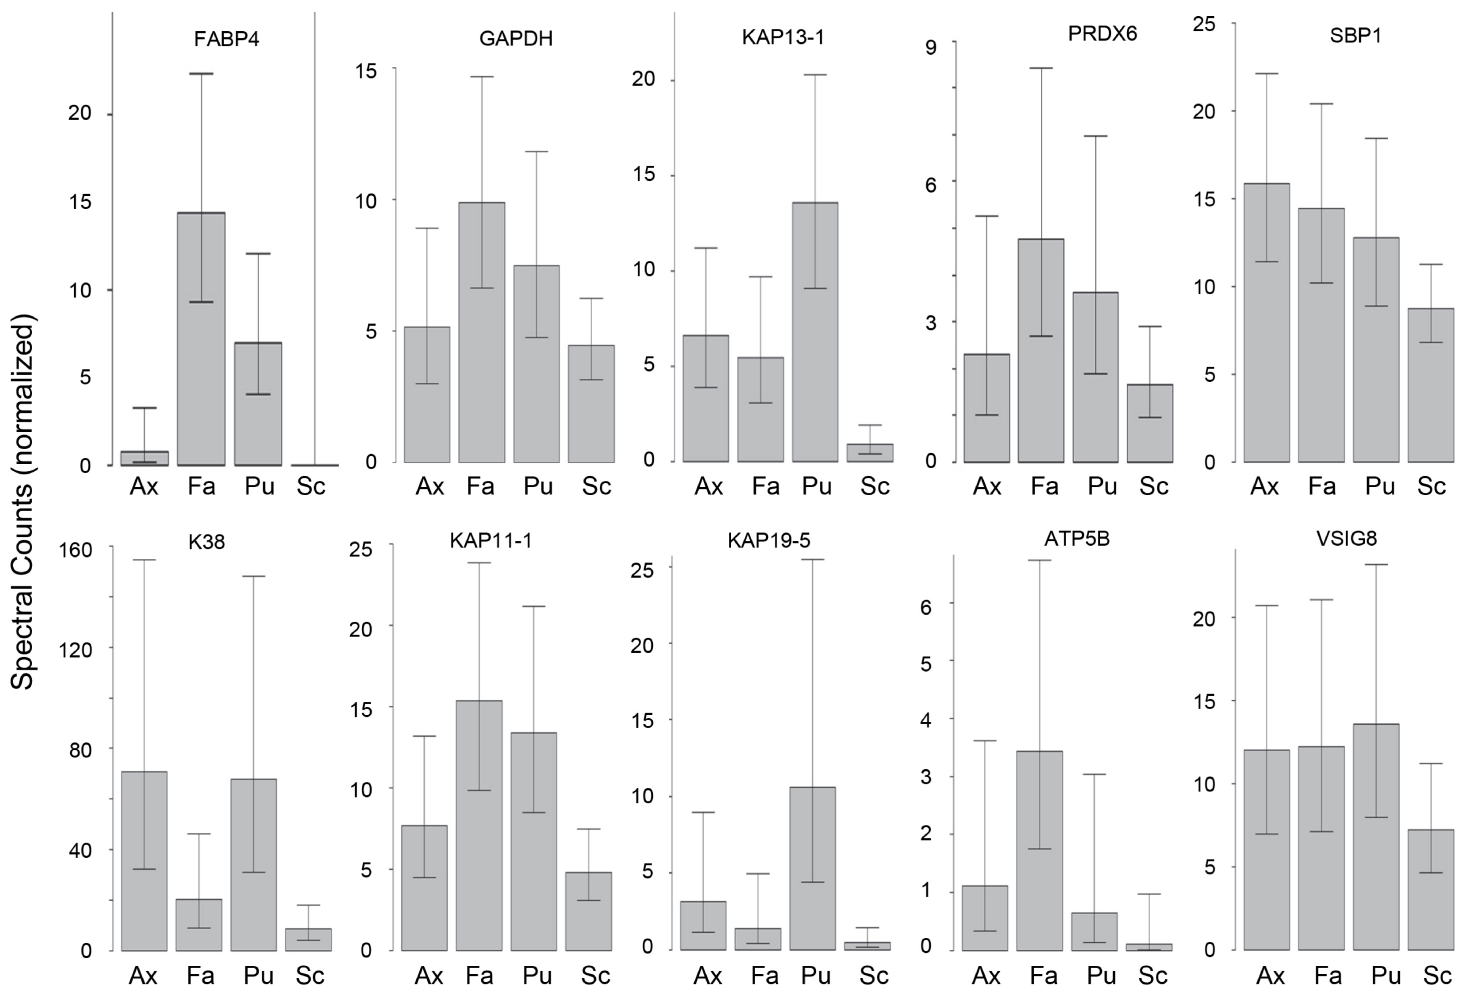 Spectral Counts (normalized)
FABP4
20
15
10
5
0
Ax Fa Pu Sc
GAPDH
15
10
5
0
Ax Fa Pu Sc
KAP13-1
20
15
10
5
0
Ax Fa Pu Sc
PRDX6
9
6
3
0
Ax Fa Pu Sc
SBP1
25
20
15
10
5
0
Ax Fa Pu Sc
K38
160
120
80
40
0
Ax Fa Pu Sc
KAP11-1
25
20
15
10
5
0
Ax Fa Pu Sc
KAP19-5
25
20
15
10
5
0
Ax Fa Pu Sc
ATP5B
6
5
4
3
2
1
0
Ax Fa Pu Sc
VSIG8
20
15
10
5
0
Ax Fa Pu Sc